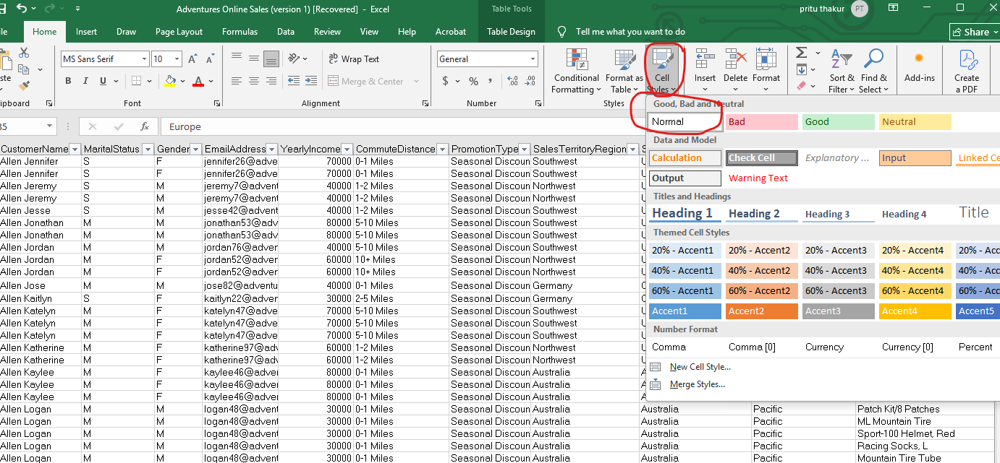 Adventures Online Sales (version 1) [Recovered] - Excel
Table Tools
pritu thakur
PT
Home Insert Draw Page Layout Formulas Data Review View Help Acrobat Table Design Tell me what you want to do Share
MS Sans Serif 10 A A
Wrap Text
General
B I U A
Merge & Center
$ % ,
Conditional Formatting
Format as Table
Cell Styles
Insert Delete Format
Sort & Filter
Find & Select
Add-ins
Create a PDF
Font Alignment Number Styles
fx Europe
CustomerName MaritalStatus Gender EmailAddress YearlyIncome CommuteDistance PromotionType SalesTerritoryRegion
Allen Jennifer S F jennifer26@adve 70000 0-1 Miles Seasonal Discoun Southwest
Allen Jennifer S F jennifer26@adve 70000 0-1 Miles Seasonal Discoun Southwest
Allen Jeremy S M jeremy7@advent 40000 1-2 Miles Seasonal Discoun Northwest
Allen Jeremy S M jeremy7@advent 40000 1-2 Miles Seasonal Discoun Northwest
Allen Jesse S M jesse42@advent 40000 1-2 Miles Seasonal Discoun Southwest
Allen Jonathan M M jonathan53@adv 80000 5-10 Miles Seasonal Discoun Southwest
Allen Jonathan M M jonathan53@adv 80000 5-10 Miles Seasonal Discoun Southwest
Allen Jordan M M jordan76@adver 40000 5-10 Miles Seasonal Discoun Southwest
Allen Jordan M F jordan52@adver 60000 10+ Miles Seasonal Discoun Northwest
Allen Jordan M F jordan52@adver 60000 10+ Miles Seasonal Discoun Northwest
Allen Jose M M jose82@adventu 40000 0-1 Miles Seasonal Discoun Germany
Allen Kaitlyn S F kaitlyn22@adver 30000 2-5 Miles Seasonal Discoun Germany
Allen Katelyn M F katelyn47@adve 70000 5-10 Miles Seasonal Discoun Southwest
Allen Katelyn M F katelyn47@adve 70000 5-10 Miles Seasonal Discoun Southwest
Allen Katelyn M F katelyn47@adve 70000 5-10 Miles Seasonal Discoun Southwest
Allen Katherine M F katherine97@adv 60000 1-2 Miles Seasonal Discoun Northwest
Allen Katherine M F katherine97@adv 60000 1-2 Miles Seasonal Discoun Northwest
Allen Kaylee M F kaylee46@adver 80000 0-1 Miles Seasonal Discoun Australia
Allen Kaylee M F kaylee46@adver 80000 0-1 Miles Seasonal Discoun Australia
Allen Kaylee M F kaylee46@adver 80000 0-1 Miles Seasonal Discoun Australia
Allen Logan M M logan48@advent 30000 0-1 Miles Seasonal Discoun Australia Australia Pacific Patch Kit/8 Patches
Allen Logan M M logan48@advent 30000 0-1 Miles Seasonal Discoun Australia Australia Pacific ML Mountain Tire
Allen Logan M M logan48@advent 30000 0-1 Miles Seasonal Discoun Australia Australia Pacific Sport-100 Helmet, Red
Allen Logan M M logan48@advent 30000 0-1 Miles Seasonal Discoun Australia Australia Pacific Racing Socks, L
Allen Logan M M logan48@advent 30000 0-1 Miles Seasonal Discoun Australia Australia Pacific Mountain Tire Tube
Good, Bad and Neutral
Normal Bad Good Neutral
Data and Model
Calculation Check Cell Explanatory ... Input Linked Ce
Output Warning Text
Titles and Headings
Heading 1 Heading 2 Heading 3 Heading 4 Title
Themed Cell Styles
20% - Accent1 20% - Accent2 20% - Accent3 20% - Accent4 20% - Acc
40% - Accent1 40% - Accent2 40% - Accent3 40% - Accent4 40% - Acc
60% - Accent1 60% - Accent2 60% - Accent3 60% - Accent4 60% - Acc
Accent1 Accent2 Accent3 Accent4 Accent5
Number Format
Comma Comma [0] Currency Currency [0] Percent
New Cell Style...
Merge Styles...